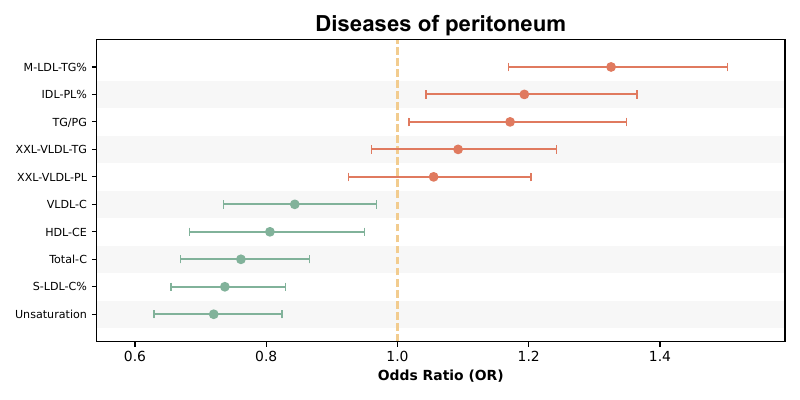 Diseases of peritoneum
M-LDL-TG%
IDL-PL%
TG/PG
XXL-VLDL-TG
XXL-VLDL-PL
VLDL-C
HDL-CE
Total-C
S-LDL-C%
Unsaturation
0.6 0.8 1.0 1.2 1.4
Odds Ratio (OR)